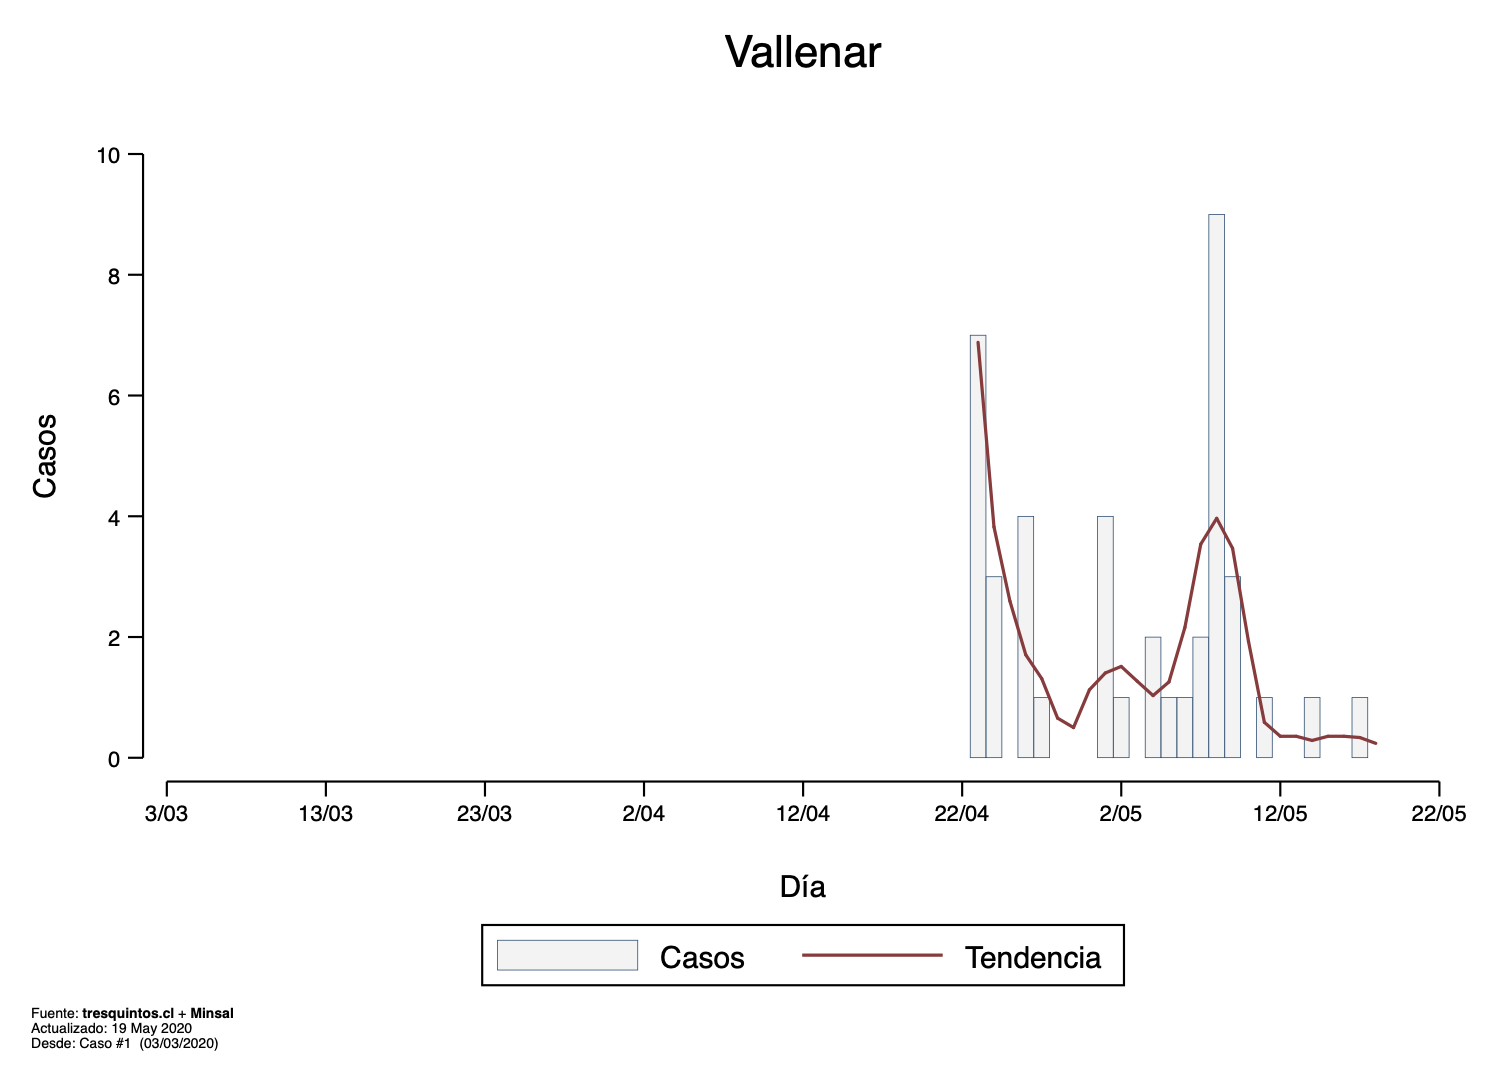 Vallenar
10
8
6
4
2
0
Casos
3/03 13/03 23/03 2/04 12/04 22/04 2/05 12/05 22/05
Día
Casos Tendencia
Fuente: tresquintos.cl + Minsal
Actualizado: 19 May 2020
Desde: Caso #1 (03/03/2020)